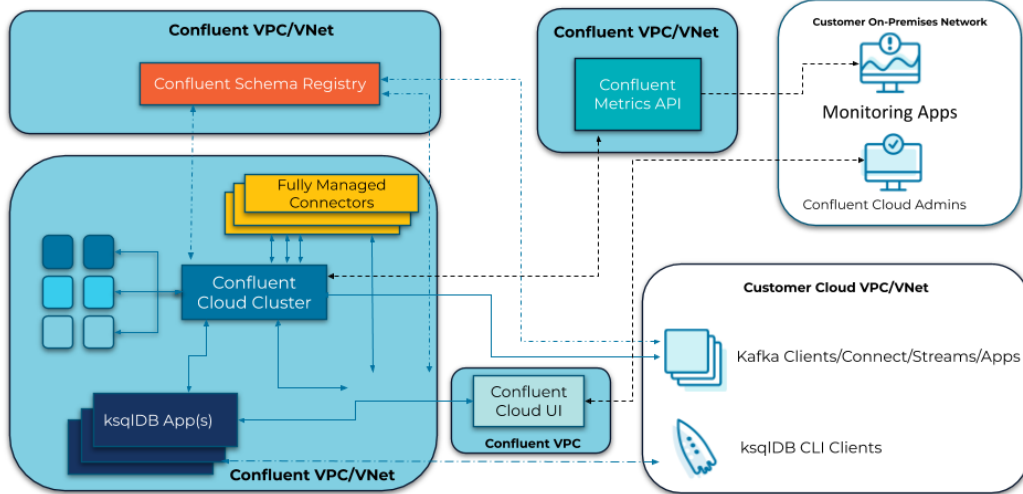 Confluent VPC/VNet
Confluent Schema Registry
Confluent VPC/VNet
Confluent
Metrics API
Customer On-Premises Network
Monitoring Apps
Confluent Cloud Admins
Fully Managed
Connectors
Confluent
Cloud Cluster
ksqlDB App(s)
Confluent VPC/VNet
Confluent
Cloud UI
Confluent VPC
Customer Cloud VPC/VNet
Kafka Clients/Connect/Streams/Apps
ksqlDB CLI Clients